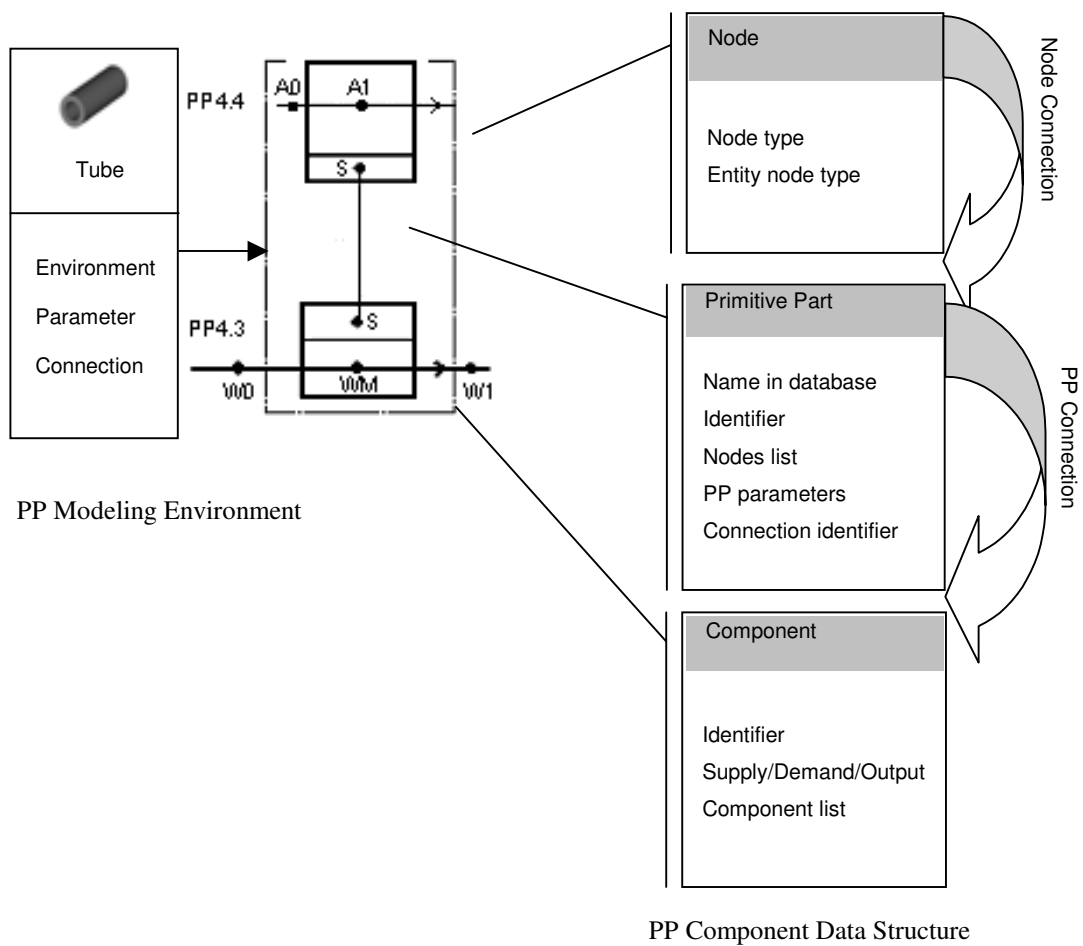 Tube
Environment
Parameter
Connection
PP4.4
A0
A1
S
PP4.3
S
W0
WM
W1
PP Modeling Environment
Node
Node type
Entity node type
Node Connection
Primitive Part
Name in database
Identifier
Nodes list
PP parameters
Connection identifier
PP Connection
Component
Identifier
Supply/Demand/Output
Component list
PP Component Data Structure